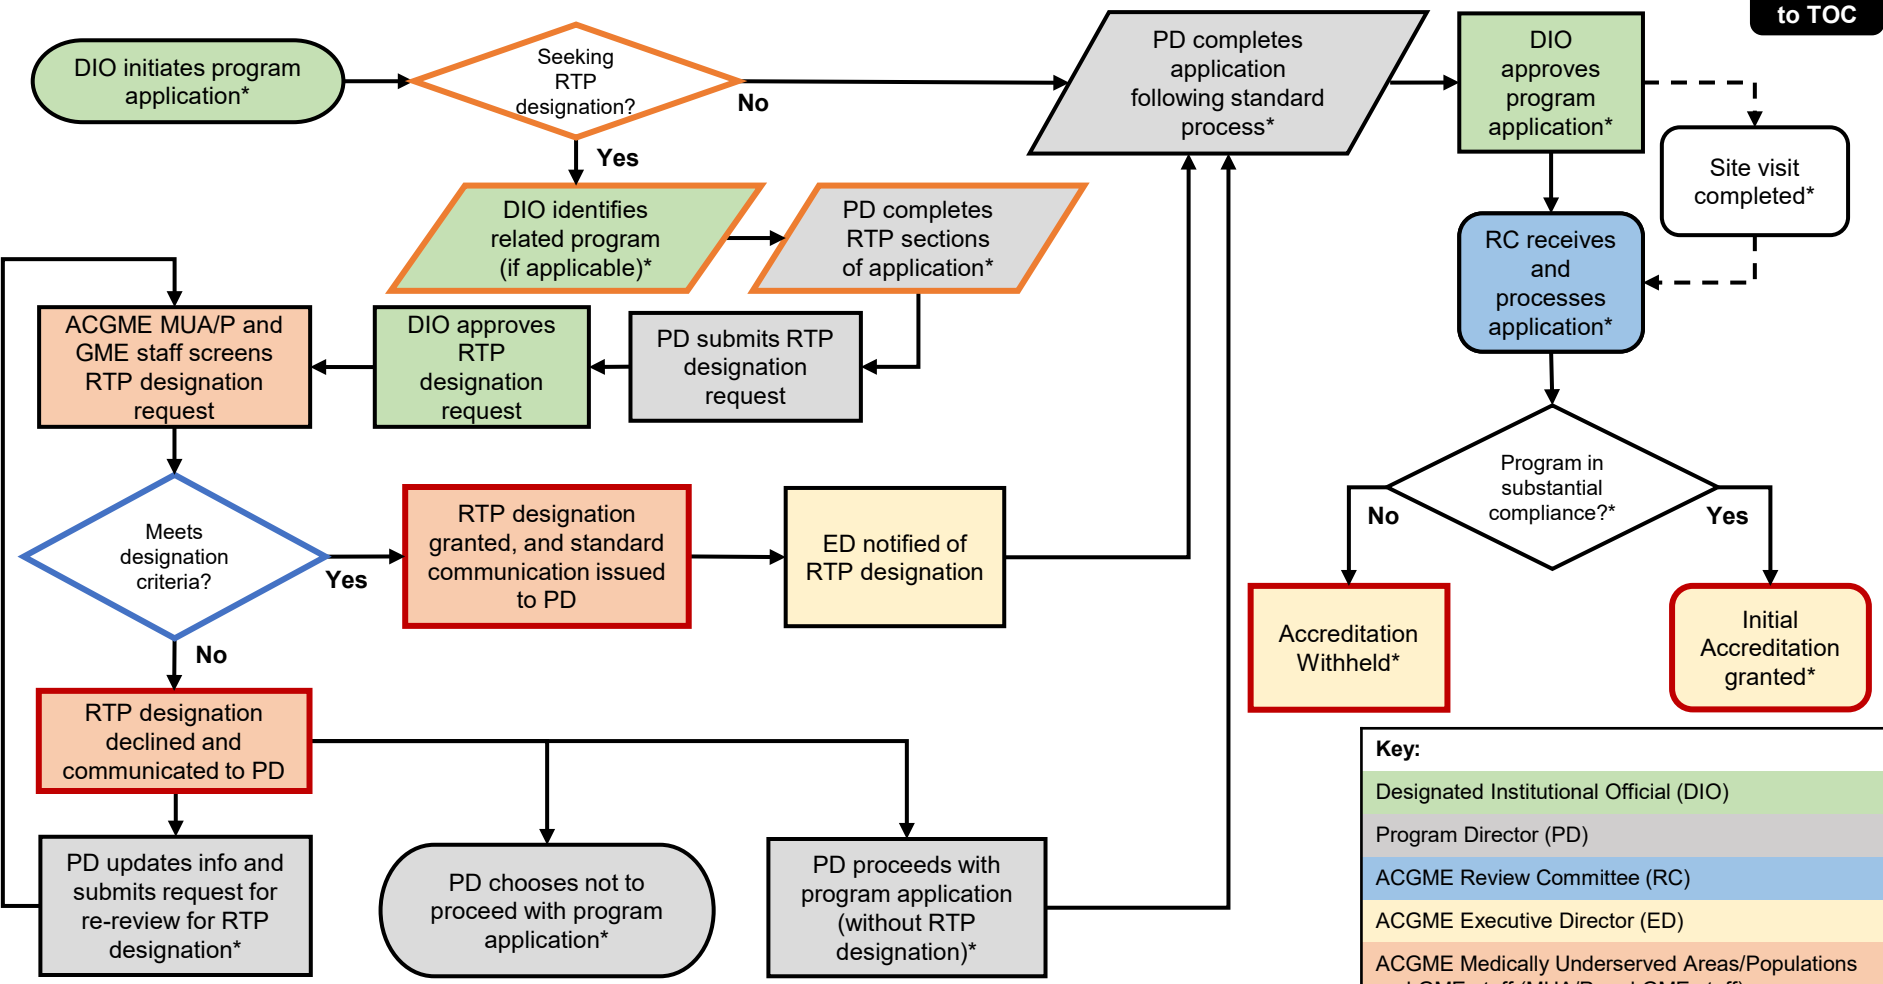 to TOC
DIO initiates program
application*
Seeking
RTP
designation?
No
Yes
PD completes
application
following standard
process*
DIO
approves
program
application*
Site visit
completed*
DIO identifies
related program
(if applicable)*
PD completes
RTP sections
of application*
RC receives
and
processes
application*
ACGME MUA/P and
GME staff screens
RTP designation
request
DIO approves
RTP
designation
request
PD submits RTP
designation
request
Meets
designation
criteria?
Yes
No
RTP designation
granted, and standard
communication issued
to PD
ED notified of
RTP designation
Program in
substantial
compliance?*
No
Yes
Accreditation
Withheld*
Initial
Accreditation
granted*
RTP designation
declined and
communicated to PD
PD updates info and
submits request for
re-review for RTP
designation*
PD chooses not to
proceed with program
application*
PD proceeds with
program application
(without RTP
designation)*
Key:
Designated Institutional Official (DIO)
Program Director (PD)
ACGME Review Committee (RC)
ACGME Executive Director (ED)
ACGME Medically Underserved Areas/Populations